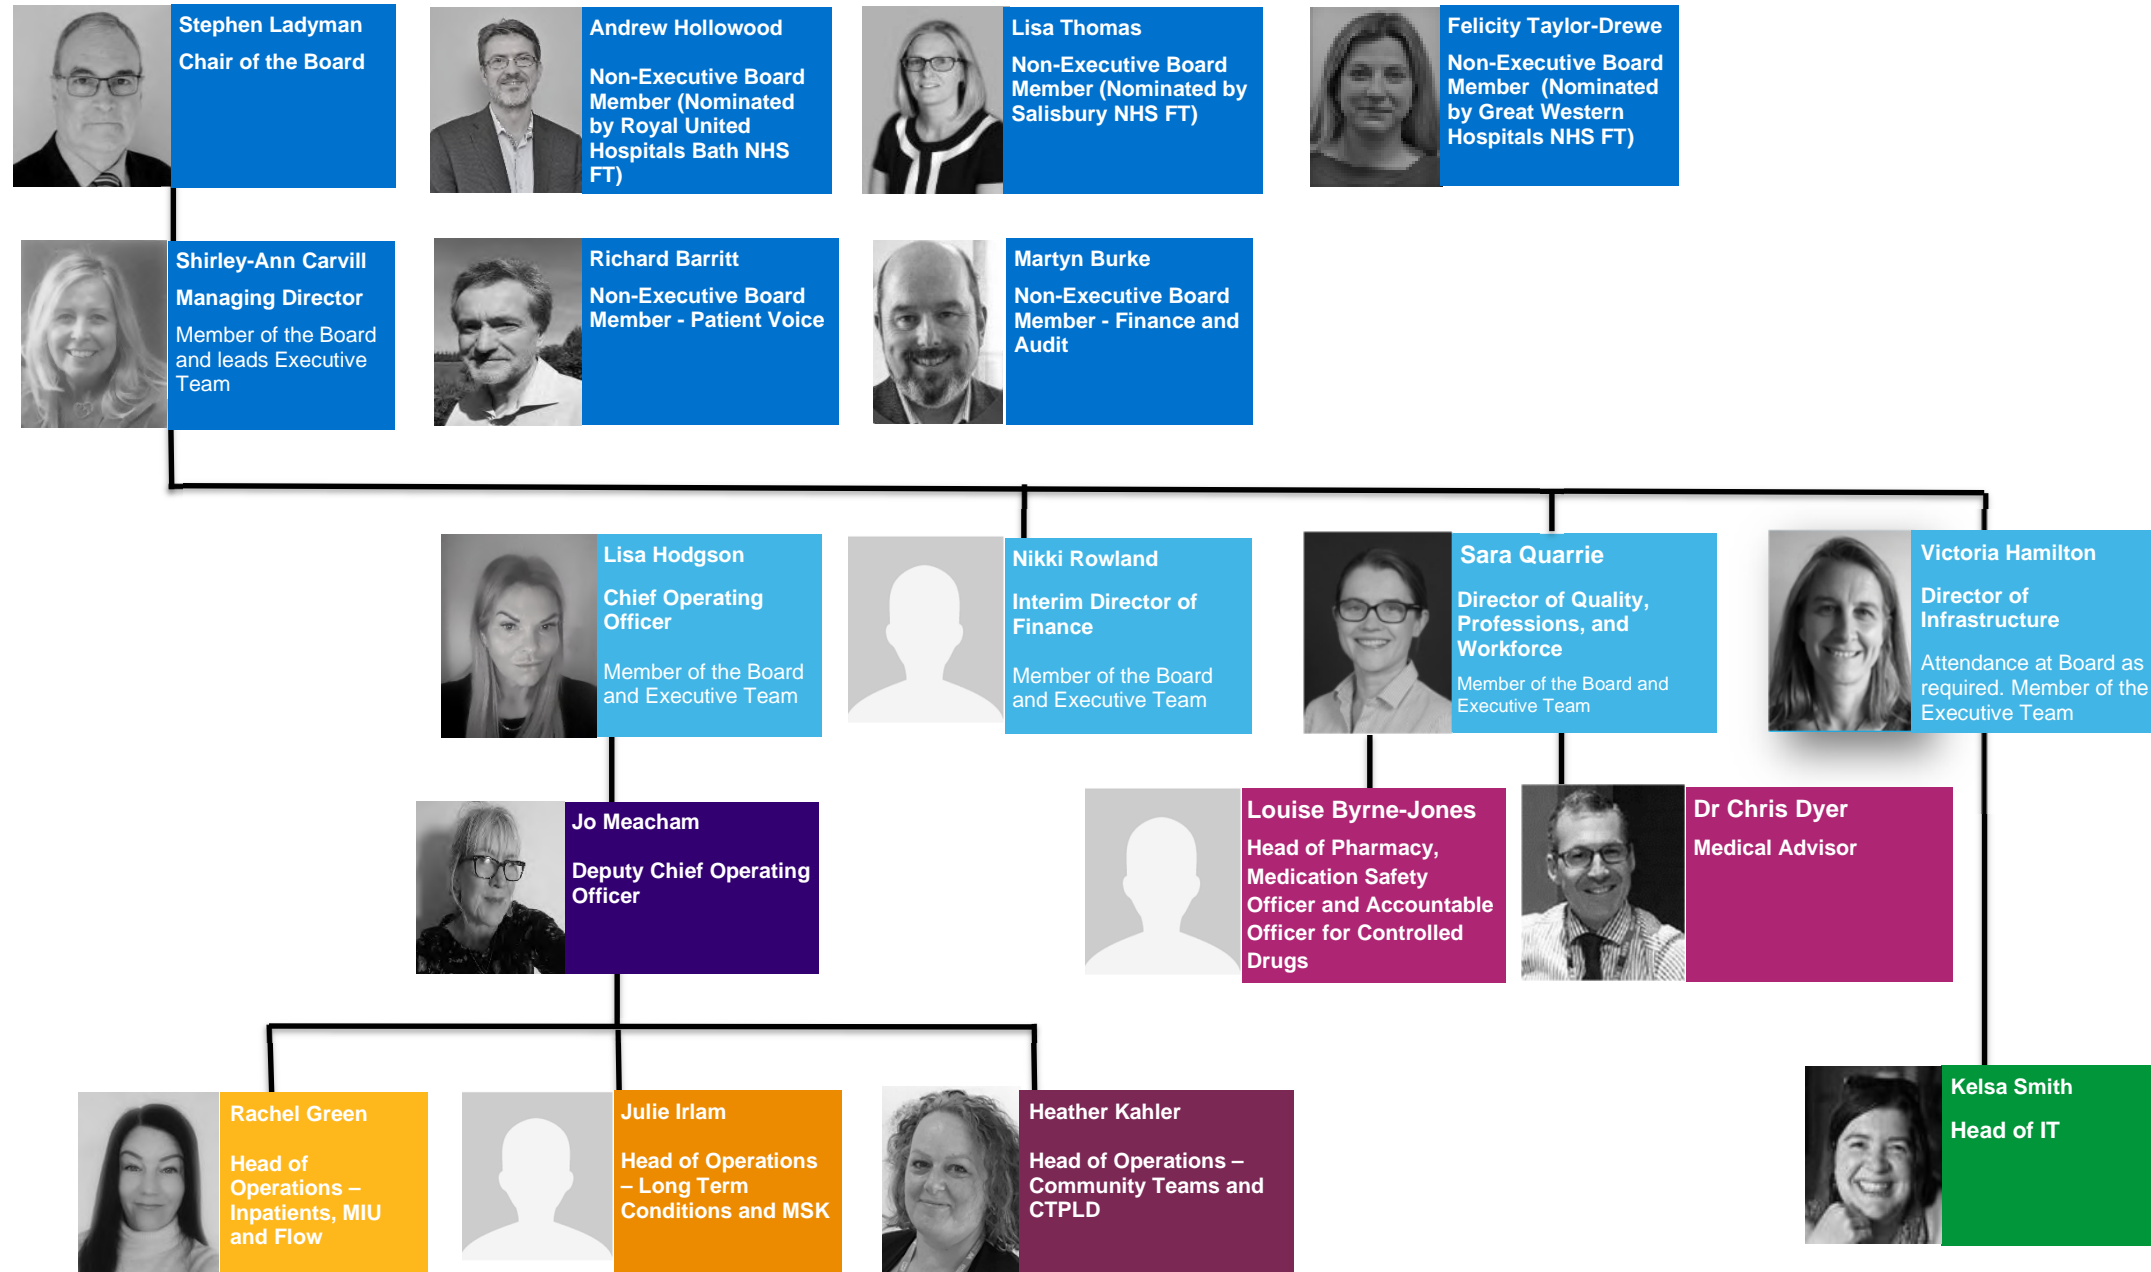 Stephen Ladyman
Chair of the Board
Andrew Hollowood
Non-Executive Board
Member (Nominated
by Royal United
Hospitals Bath NHS
FT)
Lisa Thomas
Non-Executive Board
Member (Nominated by
Salisbury NHS FT)
Felicity Taylor-Drewe
Non-Executive Board
Member (Nominated
by Great Western
Hospitals NHS FT)
Shirley-Ann Carvill
Managing Director
Member of the Board
and leads Executive
Team
Richard Barritt
Non-Executive Board
Member - Patient Voice
Martyn Burke
Non-Executive Board
Member - Finance and
Audit
Lisa Hodgson
Chief Operating
Officer
Member of the Board
and Executive Team
Nikki Rowland
Interim Director of
Finance
Member of the Board
and Executive Team
Sara Quarrie
Director of Quality,
Professions, and
Workforce
Member of the Board and
Executive Team
Victoria Hamilton
Director of
Infrastructure
Attendance at Board as
required. Member of the
Executive Team
Jo Meacham
Deputy Chief Operating
Officer
Louise Byrne-Jones
Head of Pharmacy,
Medication Safety
Officer and Accountable
Officer for Controlled
Drugs
Dr Chris Dyer
Medical Advisor
Rachel Green
Head of
Operations –
Inpatients, MIU
and Flow
Julie Irlam
Head of Operations
– Long Term
Conditions and MSK
Heather Kahler
Head of Operations –
Community Teams and
CTPLD
Kelsa Smith
Head of IT